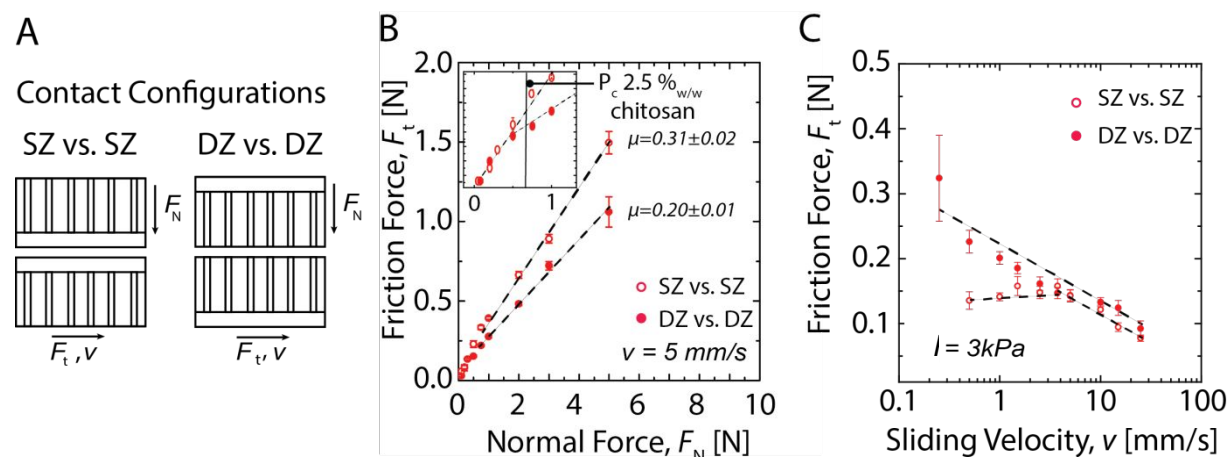 A
Contact Configurations
SZ vs. SZ
DZ vs. DZ
F_N
F_N
F_t, v
F_t, v
B
Friction Force, F_t [N]
2.0
1.5
1.0
0.5
0.0
0
1
P_c 2.5 %_w/w
chitosan
μ=0.31±0.02
μ=0.20±0.01
SZ vs. SZ
DZ vs. DZ
v = 5 mm/s
0 2 4 6 8 10
Normal Force, F_N [N]
C
Friction Force, F_t [N]
0.5
0.4
0.3
0.2
0.1
0
SZ vs. SZ
DZ vs. DZ
l = 3kPa
0.1 1 10 100
Sliding Velocity, v [mm/s]